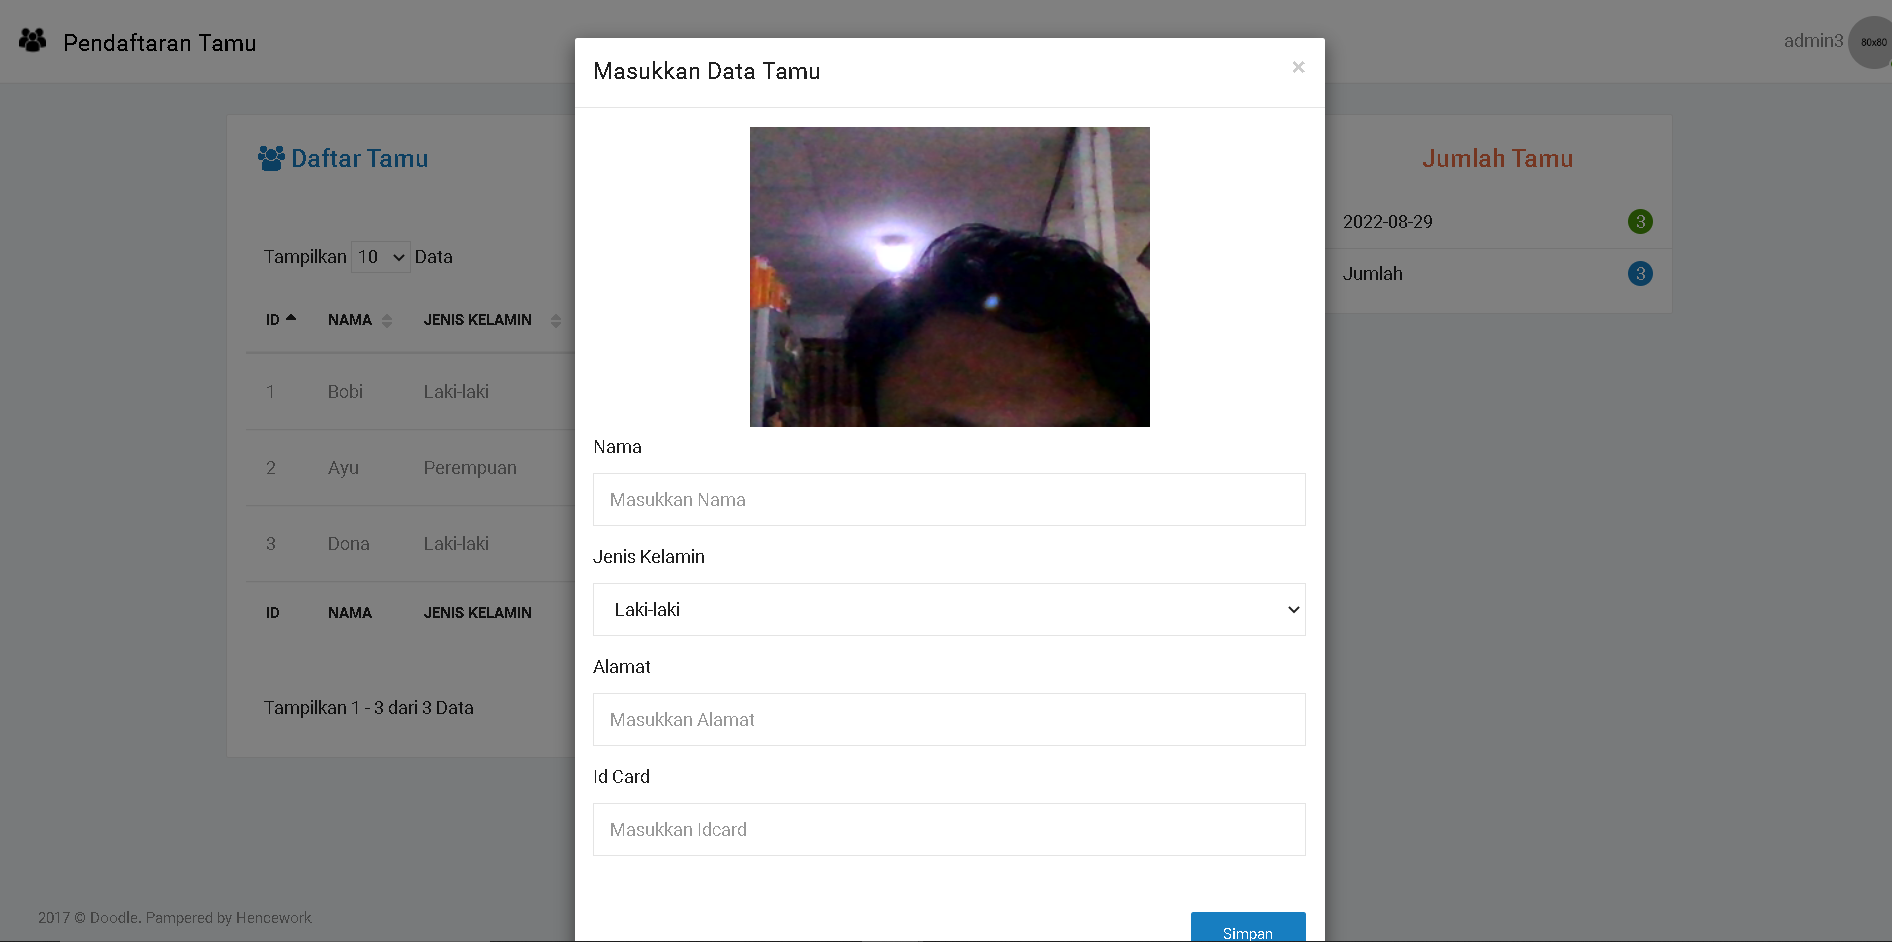 Pendaftaran Tamu
admin3
80x80
Masukkan Data Tamu
×
Daftar Tamu
Tampilkan 10 Data
ID NAMA JENIS KELAMIN
1 Bobi Laki-laki
2 Ayu Perempuan
3 Dona Laki-laki
ID NAMA JENIS KELAMIN
Tampilkan 1 - 3 dari 3 Data
Nama
Masukkan Nama
Jenis Kelamin
Laki-laki
Alamat
Masukkan Alamat
Id Card
Masukkan Idcard
Simpan
Jumlah Tamu
2022-08-29 3
Jumlah 3
2017 © Doodle. Pampered by Hencework